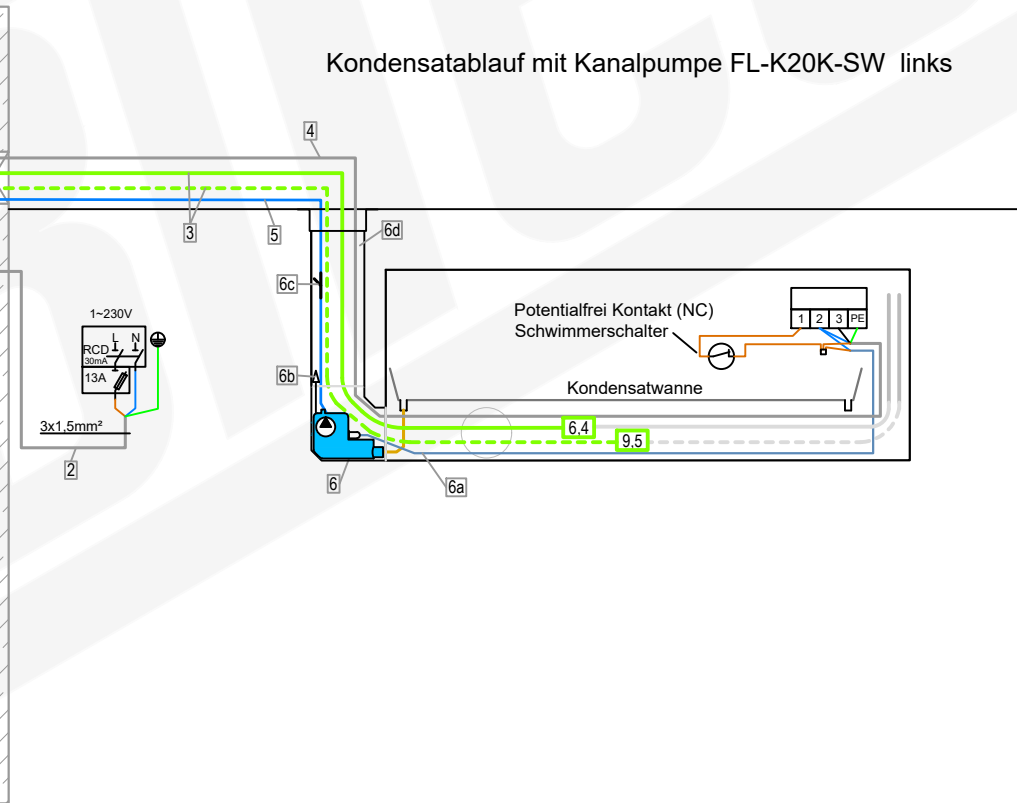 Kondensatablauf mit Kanalpumpe FL-K20K-SW links
4
3
5
6d
6c
1~230V
L N
RCD
30mA
13A
3x1,5mm²
2
6b
Potentialfrei Kontakt (NC)
Schwimmerschalter
1 2 3 PE
Kondensatwanne
6,4
9,5
6
6a